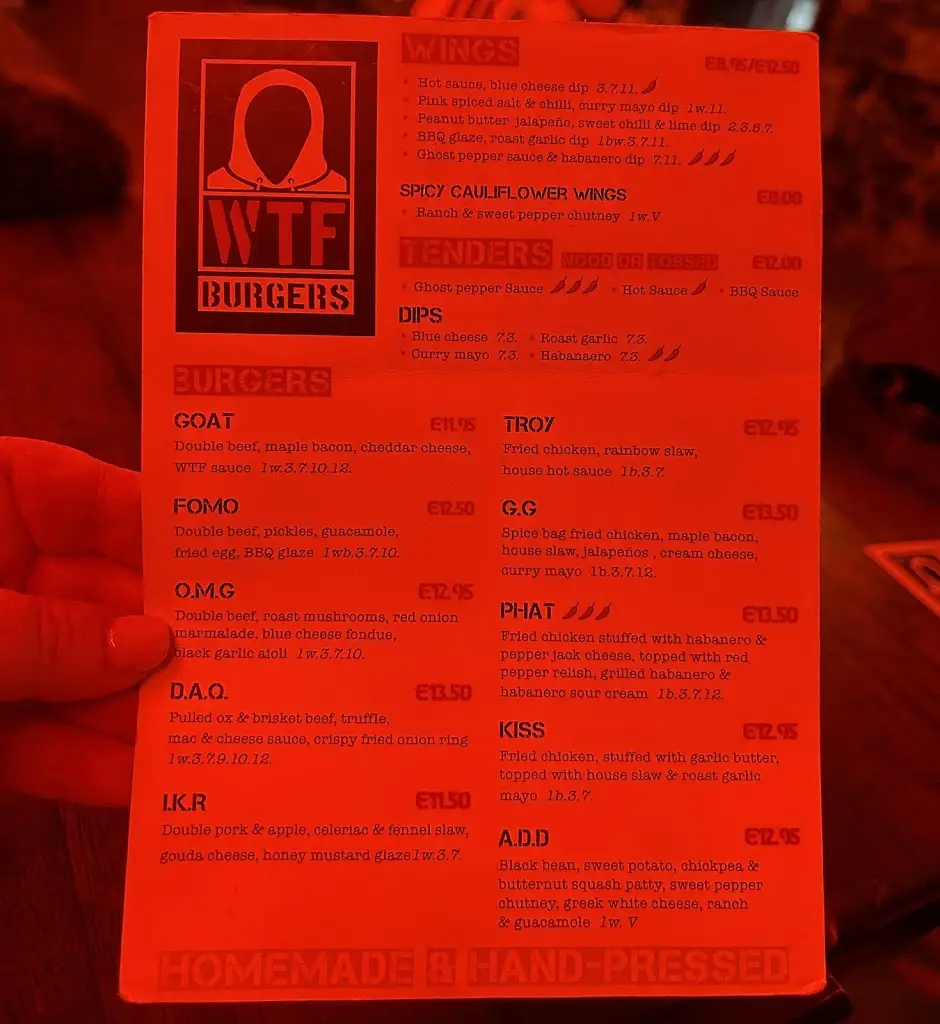 WTF
BURGERS
WINGS €8.95/€12.50
• Hot sauce, blue cheese dip 3.7.11.
• Pink spiced salt & chilli, curry mayo dip 1w.11.
• Peanut butter jalapeño, sweet chilli & lime dip 2.3.6.7.
• BBQ glaze, roast garlic dip 1bw.3.7.11.
• Ghost pepper sauce & habanero dip 7.11.
SPICY CAULIFLOWER WINGS €8.00
• Ranch & sweet pepper chutney 1w.V
TENDERS NOOD OR TOSSED €12.00
• Ghost pepper Sauce • Hot Sauce • BBQ Sauce
DIPS
• Blue cheese 7.3. • Roast garlic 7.3.
• Curry mayo 7.3. • Habanaero 7.3.
BURGERS
GOAT €11.95
Double beef, maple bacon, cheddar cheese,
WTF sauce 1w.3.7.10.12.
FOMO €12.50
Double beef, pickles, guacamole,
fried egg, BBQ glaze 1wb.3.7.10.
O.M.G €12.95
Double beef, roast mushrooms, red onion
marmalade, blue cheese fondue,
black garlic aioli 1w.3.7.10.
D.A.Q. €13.50
Pulled ox & brisket beef, truffle,
mac & cheese sauce, crispy fried onion ring
1w.3.7.9.10.12.
I.K.R €11.50
Double pork & apple, celeriac & fennel slaw,
gouda cheese, honey mustard glaze 1w.3.7.
TROY €12.95
Fried chicken, rainbow slaw,
house hot sauce 1b.3.7.
G.G €13.50
Spice bag fried chicken, maple bacon,
house slaw, jalapeños , cream cheese,
curry mayo 1b.3.7.12.
PHAT €13.50
Fried chicken stuffed with habanero &
pepper jack cheese, topped with red
pepper relish, grilled habanero &
habanero sour cream 1b.3.7.12.
KISS €12.95
Fried chicken, stuffed with garlic butter,
topped with house slaw & roast garlic
mayo 1b.3.7.
A.D.D €12.95
Black bean, sweet potato, chickpea &
butternut squash patty, sweet pepper
chutney, greek white cheese, ranch
& guacamole 1w. V
HOMEMADE & HAND-PRESSED